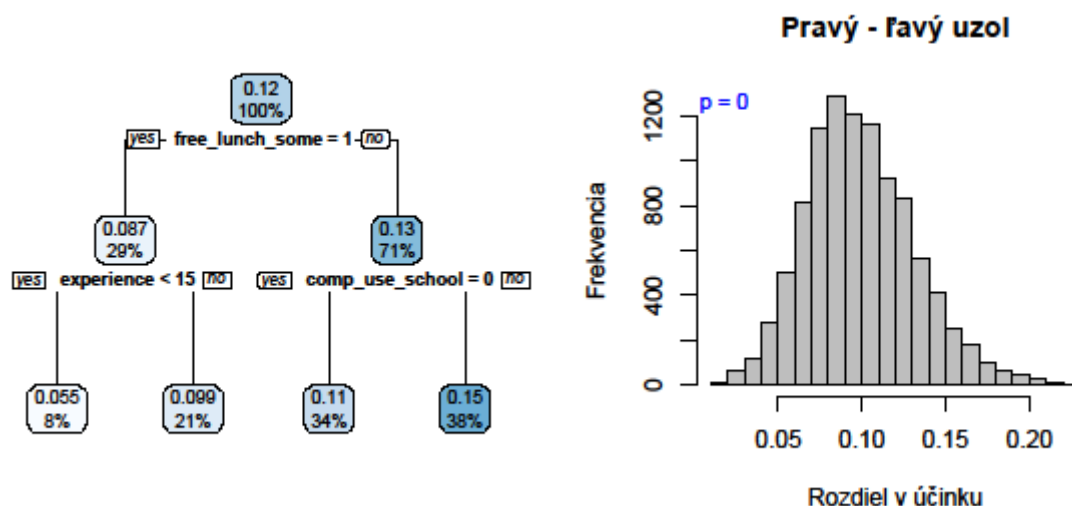 0.12
100%
yes free_lunch_some = 1 no
0.087
29%
0.13
71%
yes experience < 15 no
yes comp_use_school = 0 no
0.055
8%
0.099
21%
0.11
34%
0.15
38%
Pravý - ľavý uzol
p = 0
Frekvencia
1200
800
400
0
0.05 0.10 0.15 0.20
Rozdiel v účinku